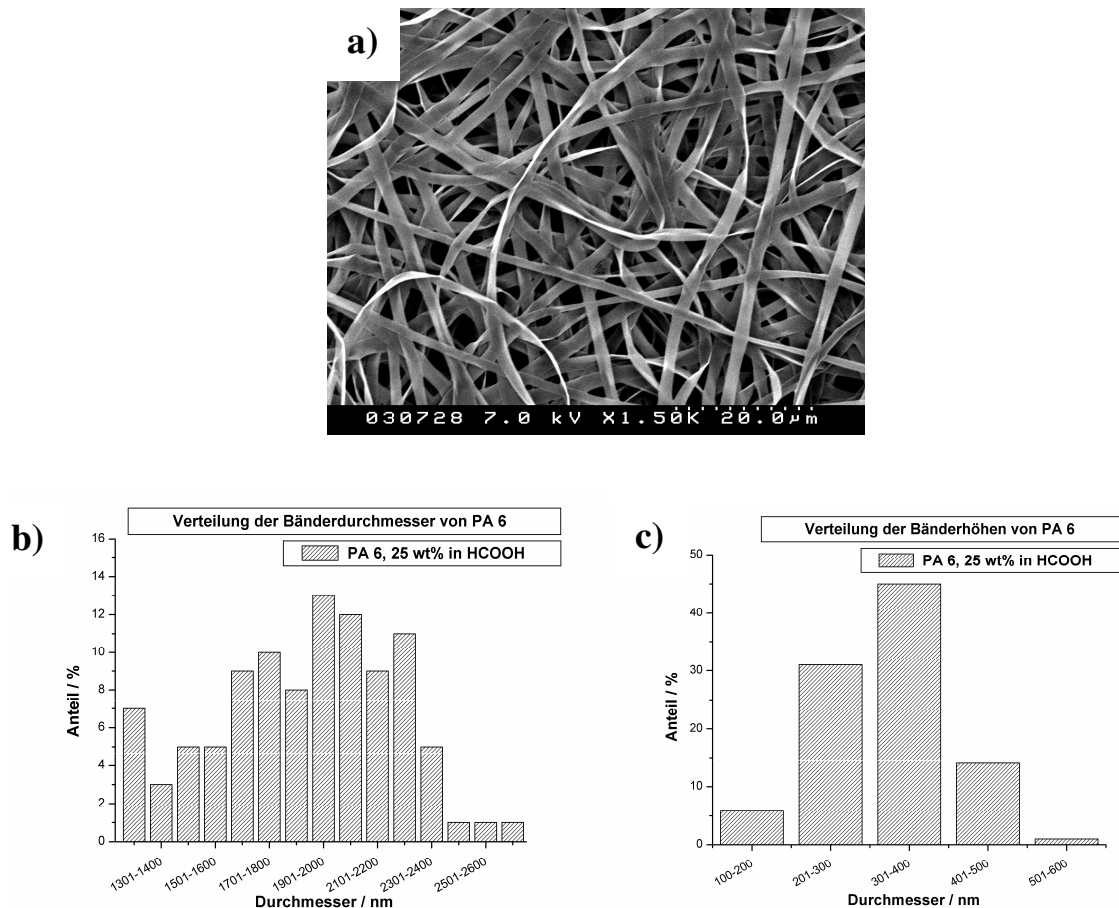 a)
030728 7.0 kV X1.50K 20.0µm
b)
Verteilung der Bänderdurchmesser von PA 6
PA 6, 25 wt% in HCOOH
Anteil / %
16
14
12
10
8
6
4
2
0
1301-1400
1501-1600
1701-1800
1901-2000
2101-2200
2301-2400
2501-2600
Durchmesser / nm
c)
Verteilung der Bänderhöhen von PA 6
PA 6, 25 wt% in HCOOH
Anteil / %
50
40
30
20
10
0
100-200
201-300
301-400
401-500
501-600
Durchmesser / nm